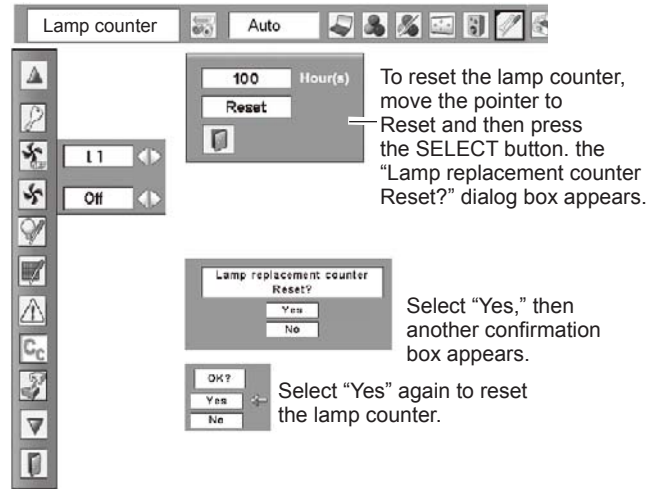 Lamp counter
Auto
100 Hour(s)
Reset
To reset the lamp counter,
move the pointer to
Reset and then press
the SELECT button. the
“Lamp replacement counter
Reset?” dialog box appears.
L1
Off
Cc
Lamp replacement counter
Reset?
Yes
No
Select “Yes,” then
another confirmation
box appears.
OK?
Yes
No
Select “Yes” again to reset
the lamp counter.